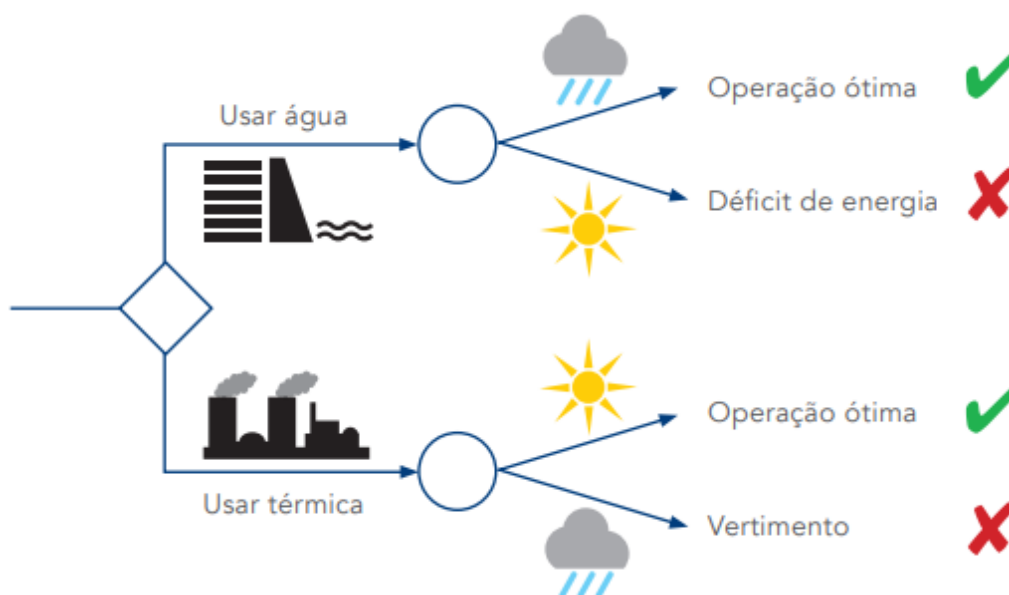 Usar água
Operação ótima
Déficit de energia
Usar térmica
Operação ótima
Vertimento